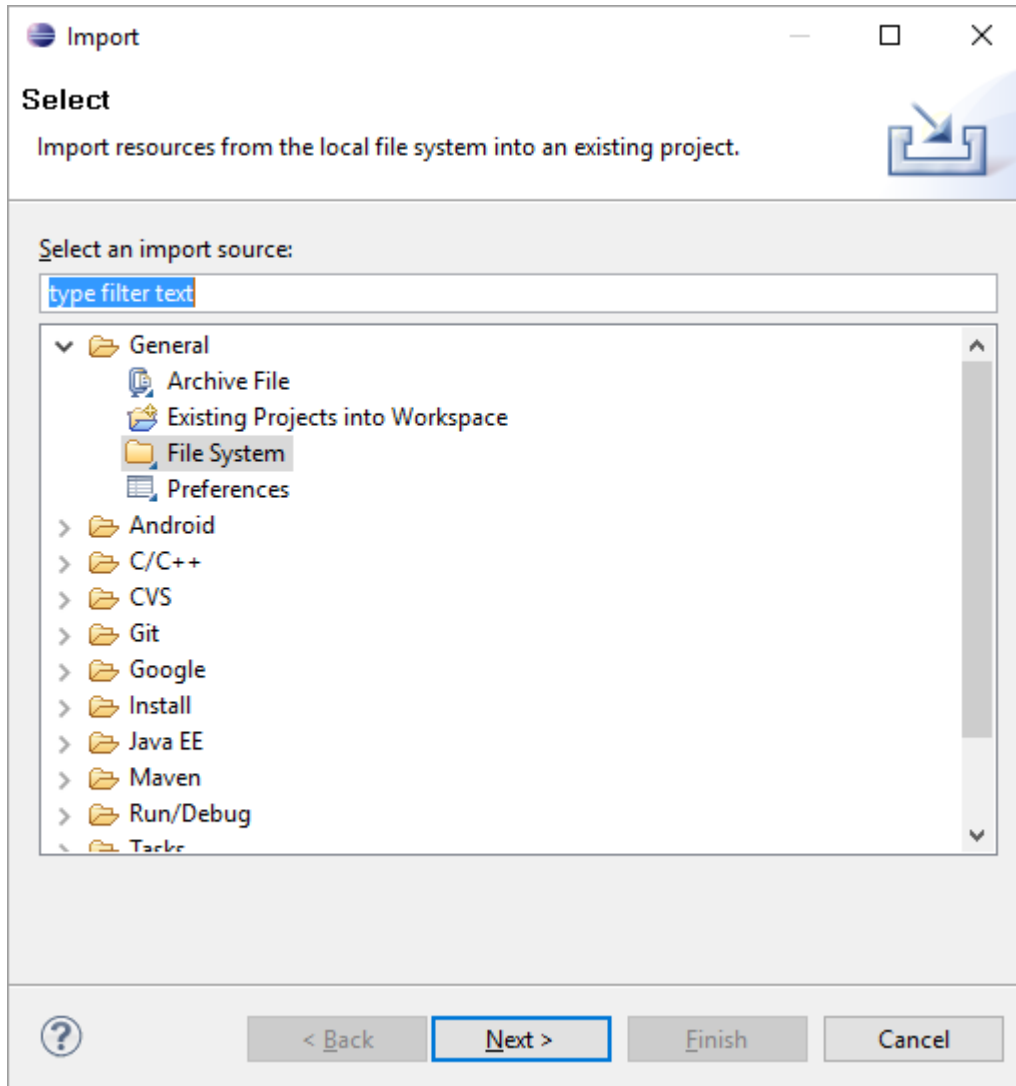 Import
Select
Import resources from the local file system into an existing project.
Select an import source:
type filter text
General
Archive File
Existing Projects into Workspace
File System
Preferences
Android
C/C++
CVS
Git
Google
Install
Java EE
Maven
Run/Debug
Tasks
< Back Next > Finish Cancel